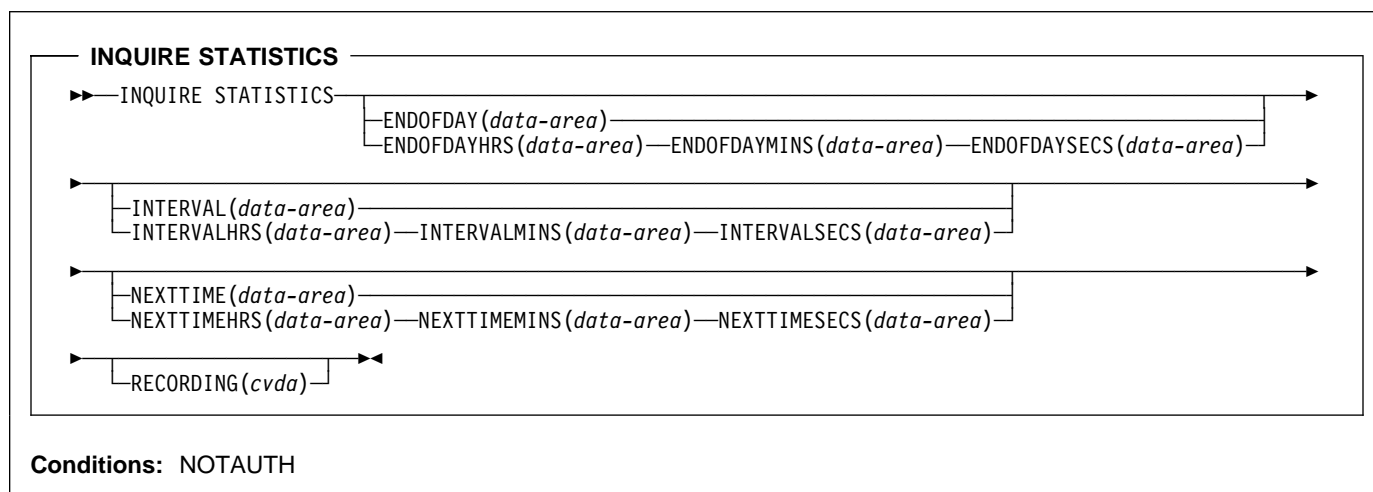 INQUIRE STATISTICS
INQUIRE STATISTICS
ENDOFDAY(data-area)
ENDOFDAYHRS(data-area) ENDOFDAYMINS(data-area) ENDOFDAYSECS(data-area)
INTERVAL(data-area)
INTERVALHRS(data-area) INTERVALMINS(data-area) INTERVALSECS(data-area)
NEXTTIME(data-area)
NEXTTIMEHRS(data-area) NEXTTIMEMINS(data-area) NEXTTIMESECS(data-area)
RECORDING(cvda)
Conditions: NOTAUTH